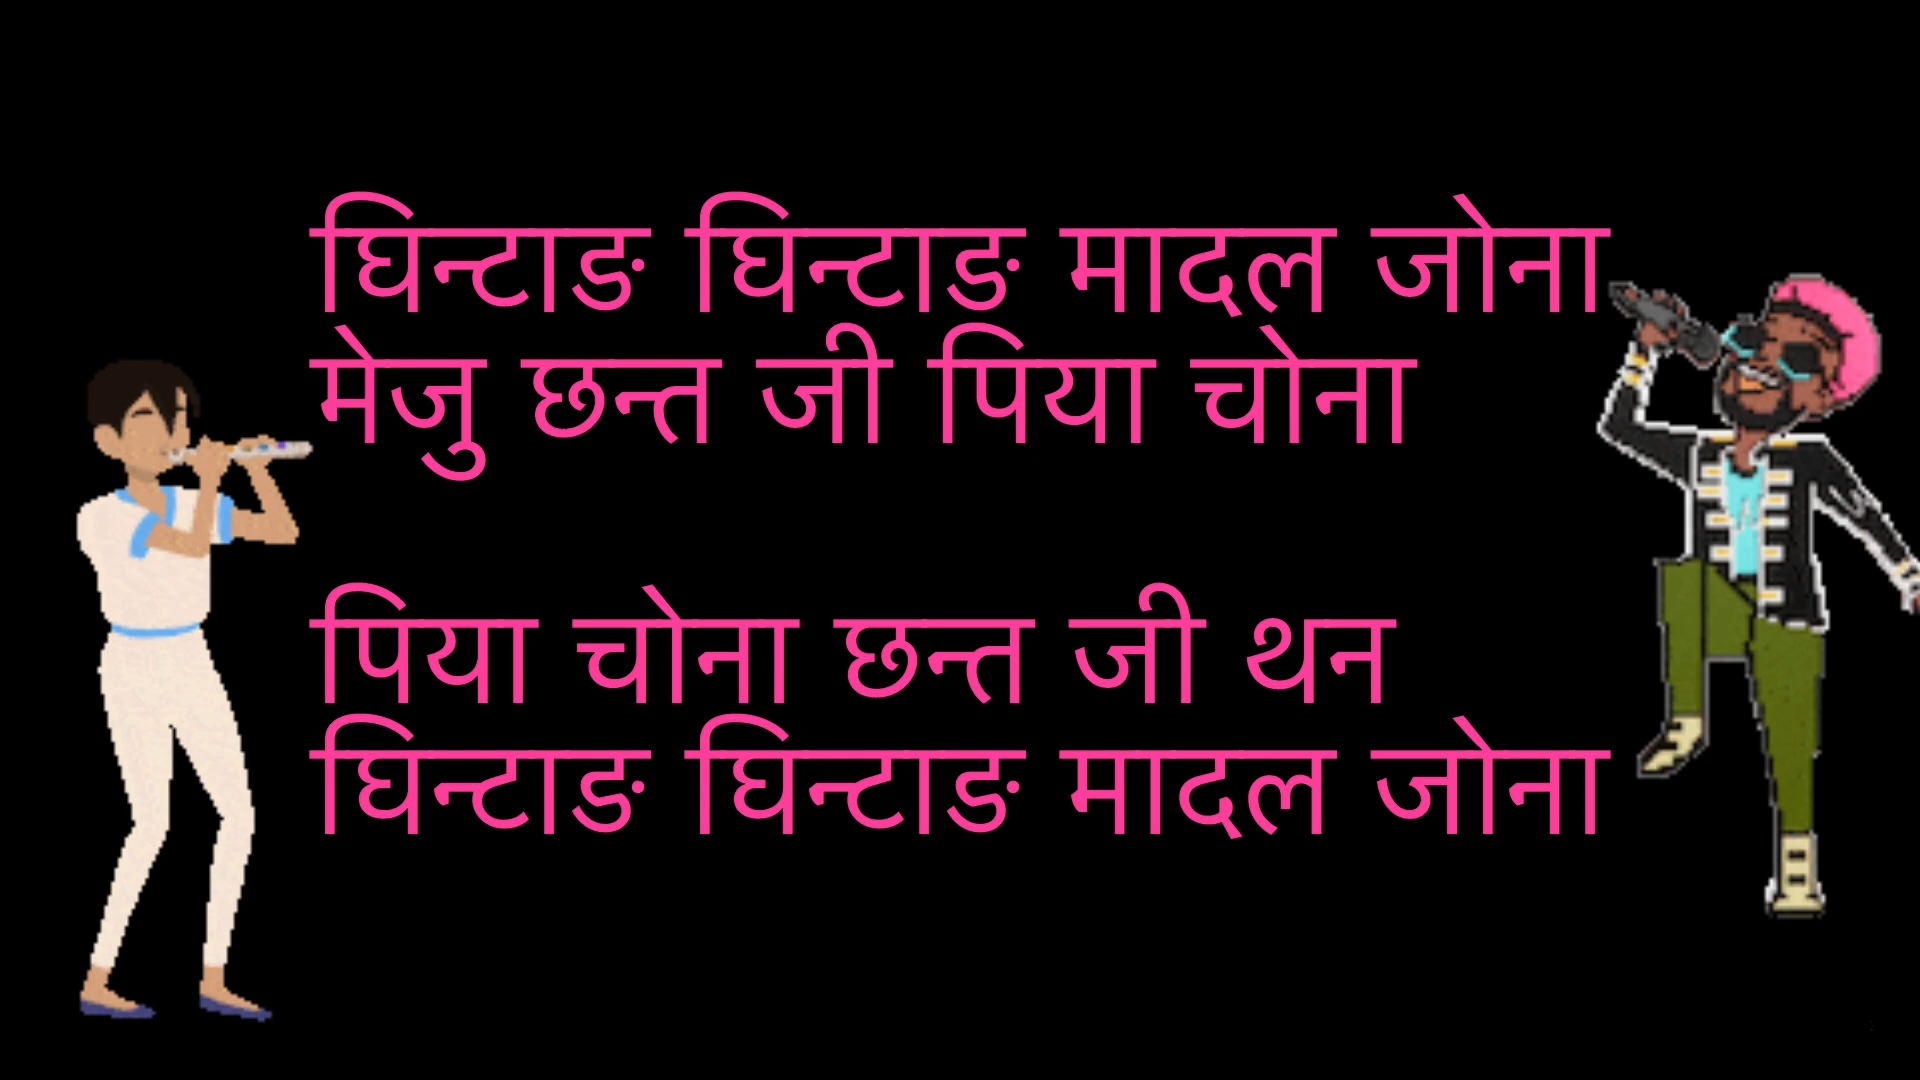 घिन्टाङ घिन्टाङ मादल जोना
मेजु छन्त जी पिया चोना
पिया चोना छन्त जी थन
घिन्टाङ घिन्टाङ मादल जोना